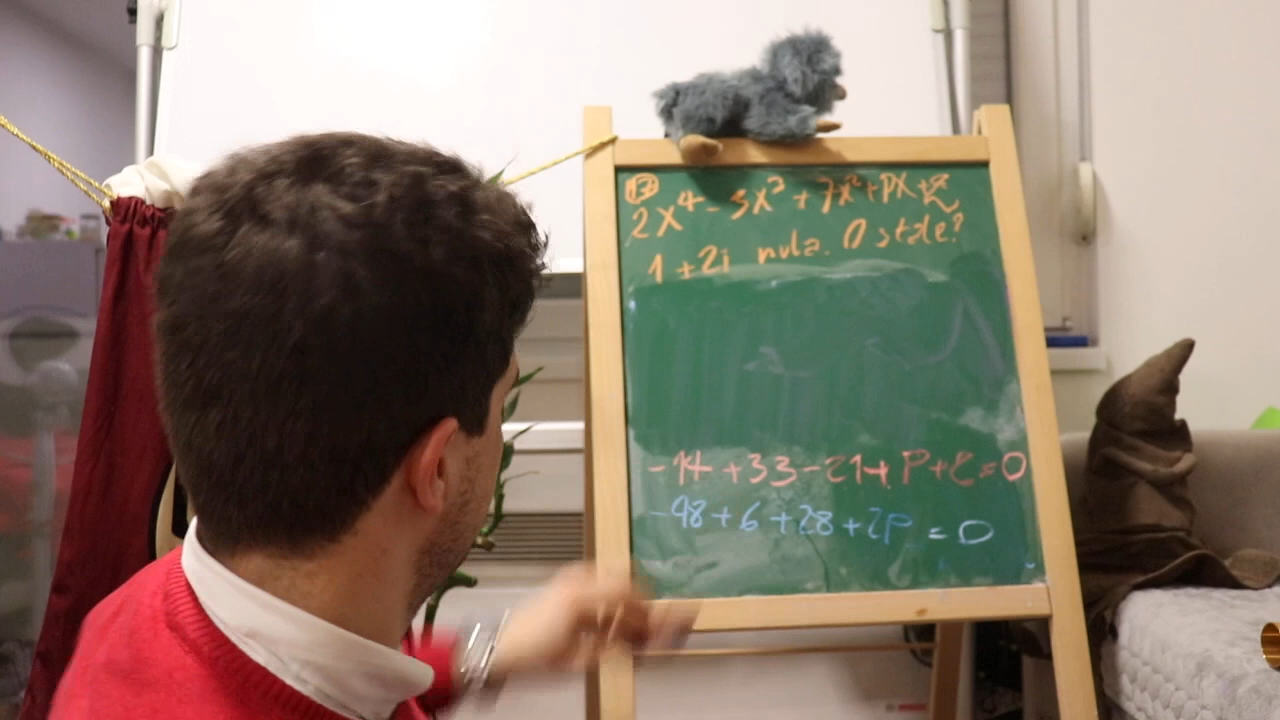 2x⁴-3x³+7x²+px+q
1+2i nula. Ostale?
-14+33-21+p+q=0
-48+6+28+2p=0